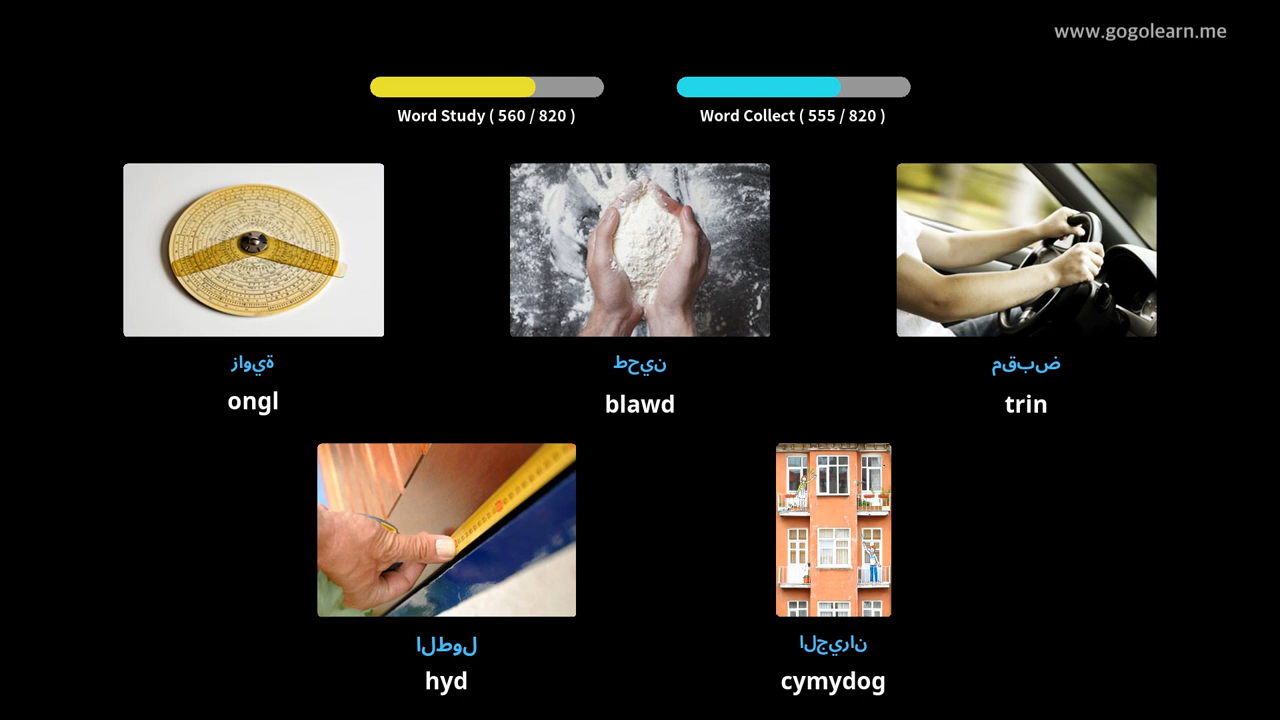 www.gogolearn.me
Word Study ( 560 / 820 )
Word Collect ( 555 / 820 )
زاوية
طحين
مقبض
ongl
blawd
trin
الطول
الجيران
hyd
cymydog